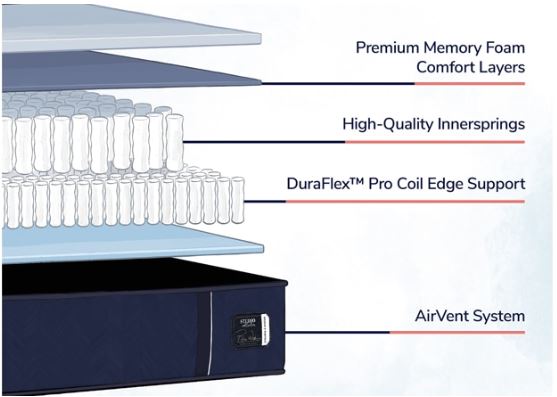 Premium Memory Foam
Comfort Layers
High-Quality Innersprings
DuraFlex™ Pro Coil Edge Support
AirVent System